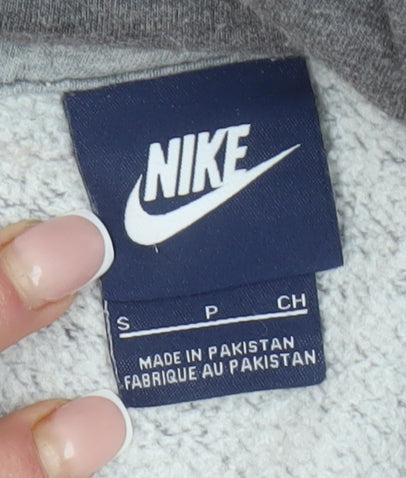 NIKE
S P CH
MADE IN PAKISTAN
FABRIQUE AU PAKISTAN